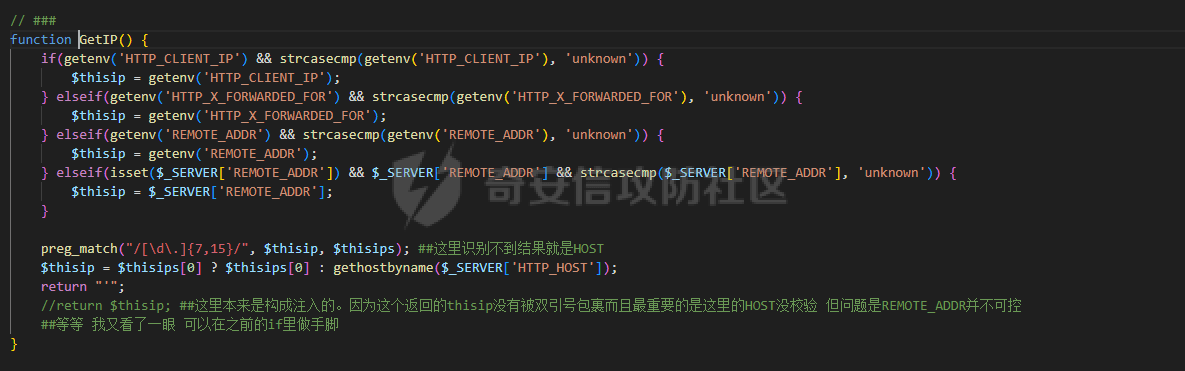 // ###
function GetIP() {
    if(getenv('HTTP_CLIENT_IP') && strcasecmp(getenv('HTTP_CLIENT_IP'), 'unknown')) {
        $thisip = getenv('HTTP_CLIENT_IP');
    } elseif(getenv('HTTP_X_FORWARDED_FOR') && strcasecmp(getenv('HTTP_X_FORWARDED_FOR'), 'unknown')) {
        $thisip = getenv('HTTP_X_FORWARDED_FOR');
    } elseif(getenv('REMOTE_ADDR') && strcasecmp(getenv('REMOTE_ADDR'), 'unknown')) {
        $thisip = getenv('REMOTE_ADDR');
    } elseif(isset($_SERVER['REMOTE_ADDR']) && $_SERVER['REMOTE_ADDR'] && strcasecmp($_SERVER['REMOTE_ADDR'], 'unknown')) {
        $thisip = $_SERVER['REMOTE_ADDR'];
    }
奇安信攻防社区
    preg_match("/[\d\.]{7,15}/", $thisip, $thisips); ##这里识别不到结果就是HOST
    $thisip = $thisips[0] ? $thisips[0] : gethostbyname($_SERVER['HTTP_HOST']);
    return "'";
    //return $thisip; ##这里本来是构成注入的。因为这个返回的thisip没有被双引号包裹而且最重要的是这里的HOST没校验 但问题是REMOTE_ADDR并不可控
    ##等等 我又看了一眼 可以在之前的if里做手脚
}